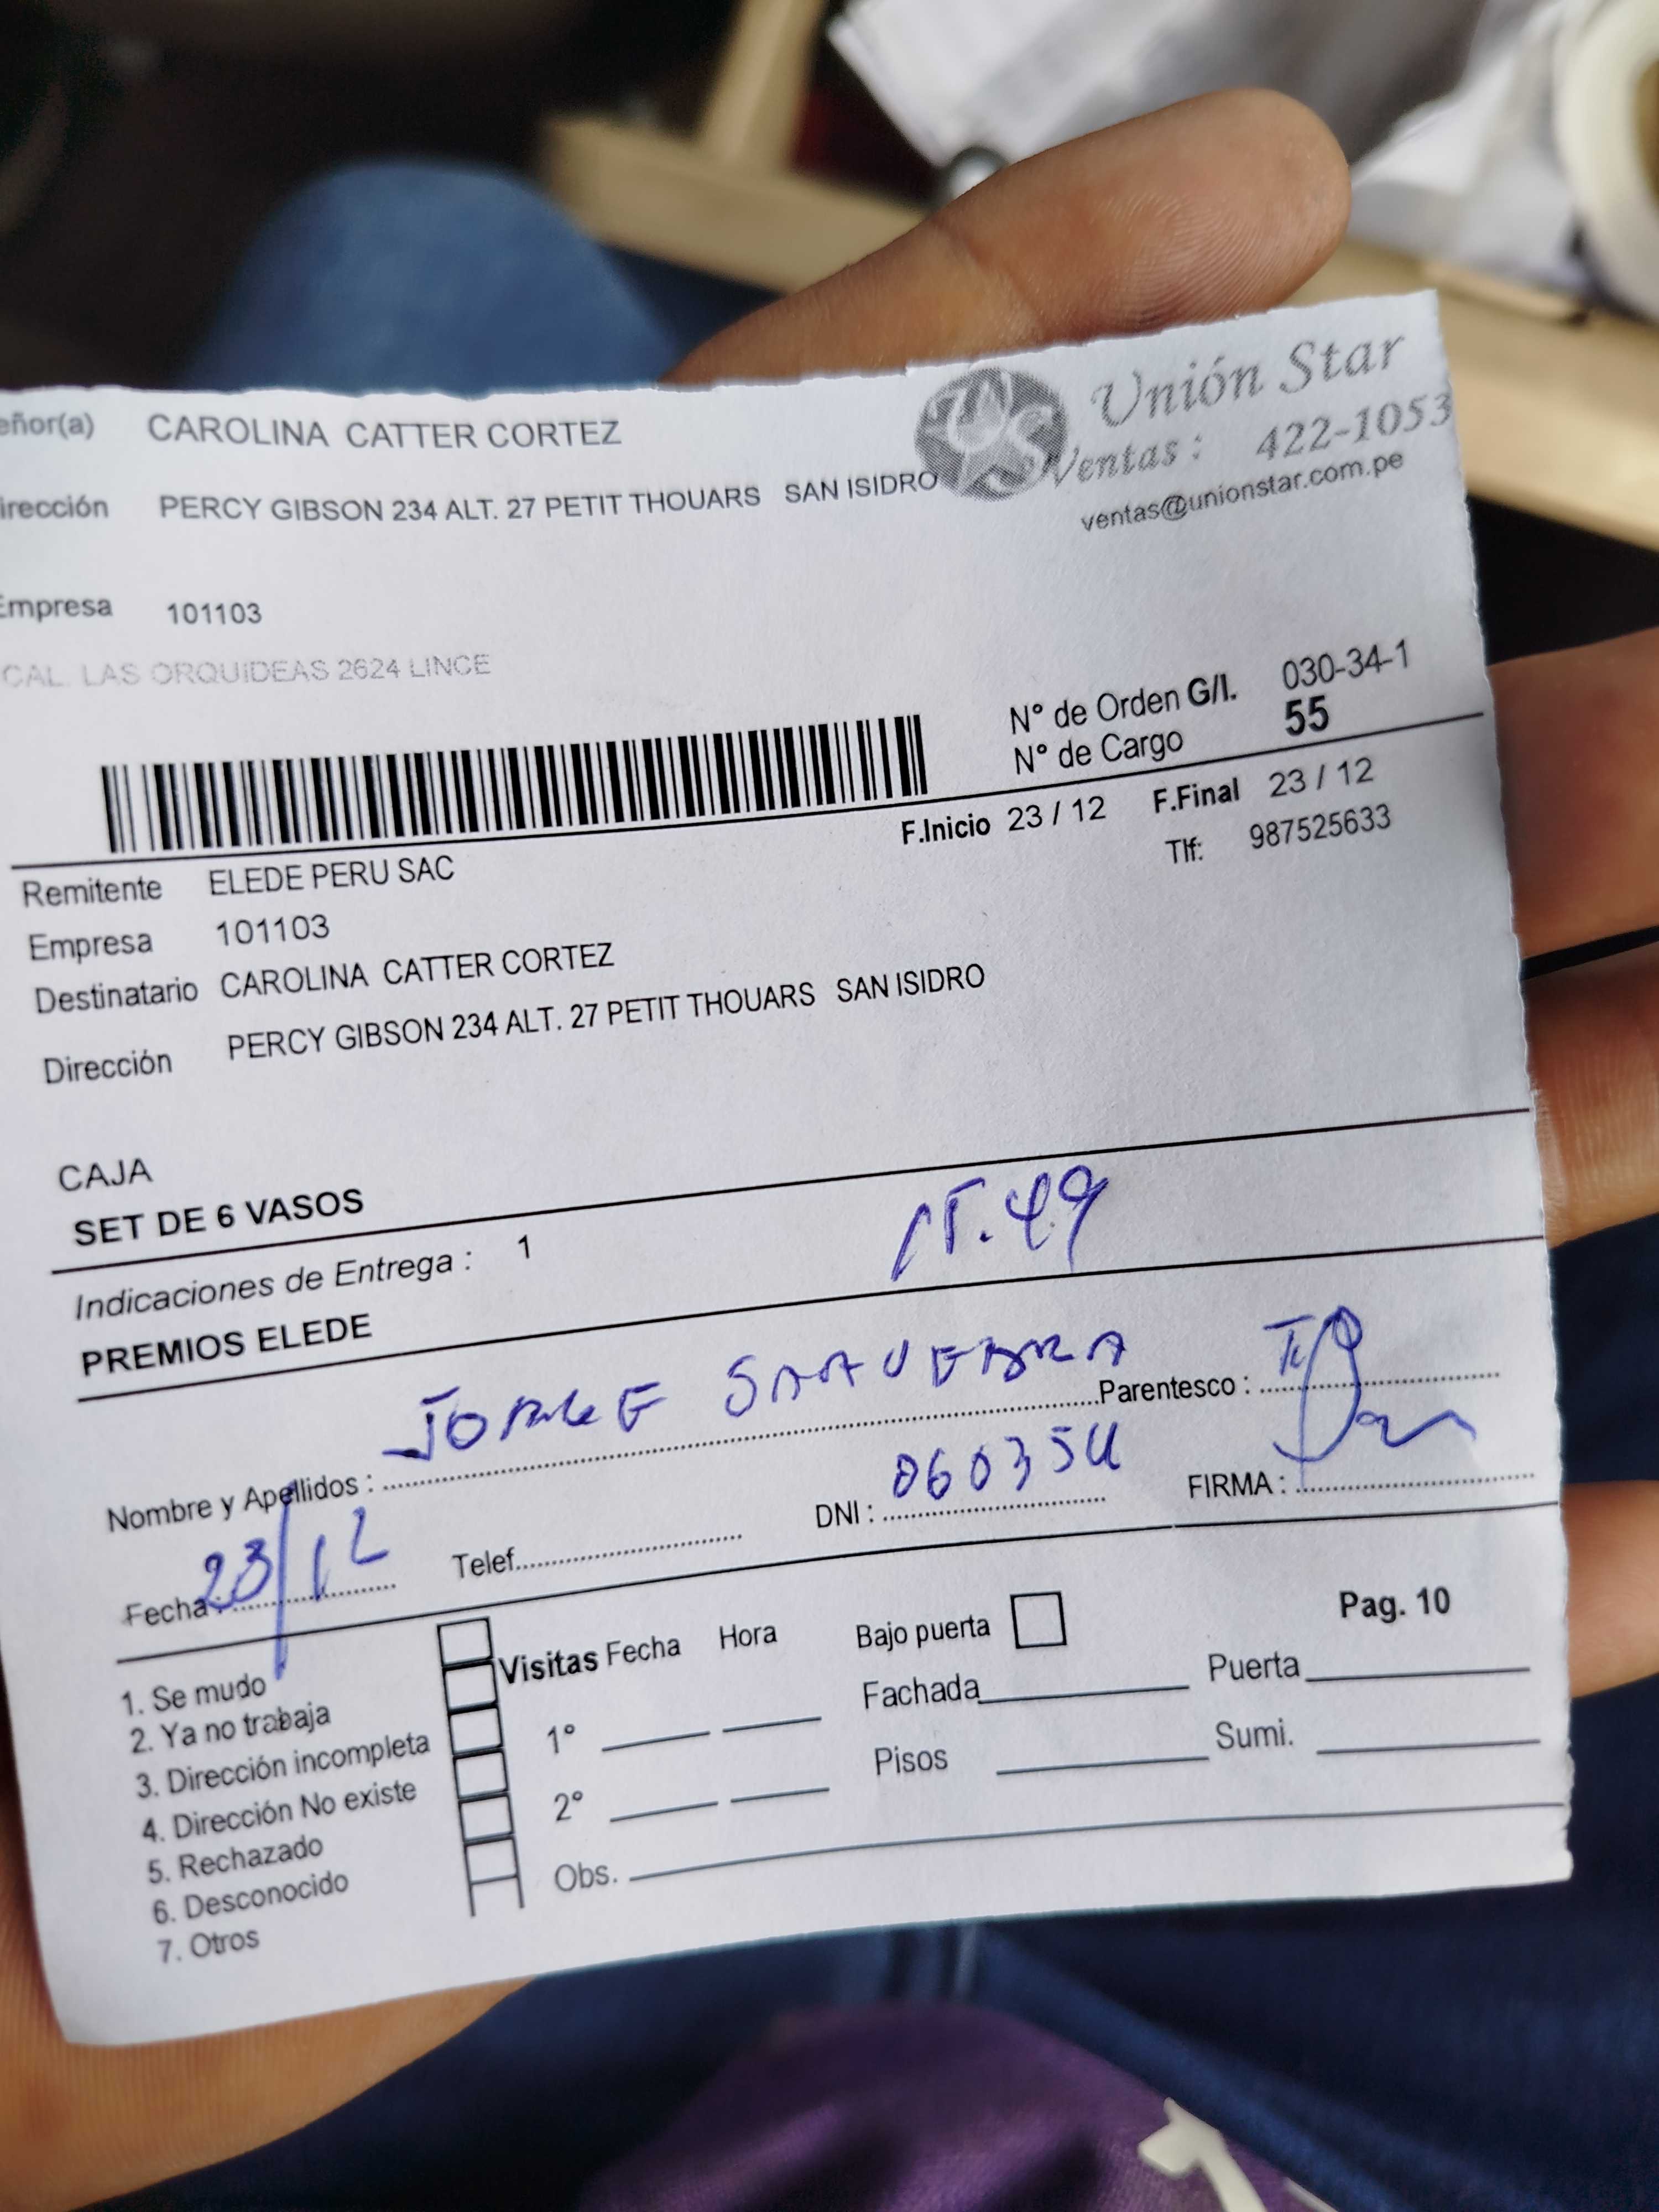 eñor(a) CAROLINA CATTER CORTEZ
Unión Star
Ventas : 422-1053
ventas@unionstar.com.pe
irección PERCY GIBSON 234 ALT. 27 PETIT THOUARS SAN ISIDRO
Empresa 101103
CAL. LAS ORQUIDEAS 2624 LINCE
N° de Orden G/I. 030-34-1
N° de Cargo 55
F.Inicio 23 / 12 F.Final 23 / 12
Tlf: 987525633
Remitente ELEDE PERU SAC
Empresa 101103
Destinatario CAROLINA CATTER CORTEZ
Dirección PERCY GIBSON 234 ALT. 27 PETIT THOUARS SAN ISIDRO
CAJA
SET DE 6 VASOS
Indicaciones de Entrega : 1
PREMIOS ELEDE
Nombre y Apellidos : JORGE SAAVEDRA Parentesco :
Fecha : 23/12 Telef. DNI : 060354 FIRMA :
1. Se mudo
2. Ya no trabaja
3. Dirección incompleta
4. Dirección No existe
5. Rechazado
6. Desconocido
7. Otros
Visitas Fecha Hora
1°
2°
Obs.
Bajo puerta
Pag. 10
Fachada Puerta
Pisos Sumi.